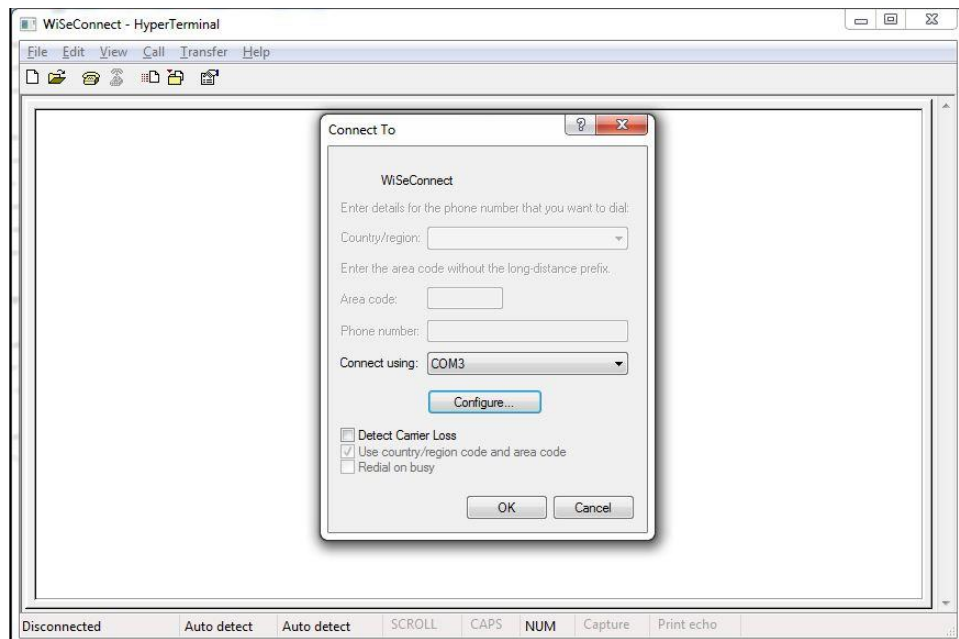 WiSeConnect - HyperTerminal
File Edit View Call Transfer Help
Connect To
WiSeConnect
Enter details for the phone number that you want to dial:
Country/region:
Enter the area code without the long-distance prefix.
Area code:
Phone number:
Connect using: COM3
Configure...
Detect Carrier Loss
Use country/region code and area code
Redial on busy
OK Cancel
Disconnected Auto detect Auto detect SCROLL CAPS NUM Capture Print echo